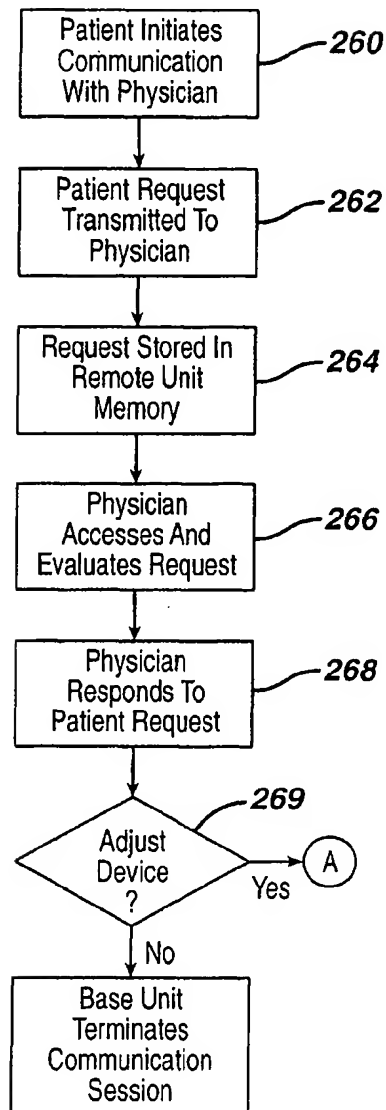 Patient Initiates
Communication
With Physician
260
Patient Request
Transmitted To
Physician
262
Request Stored In
Remote Unit
Memory
264
Physician
Accesses And
Evaluates Request
266
Physician
Responds To
Patient Request
268
269
Adjust
Device
?
Yes
A
No
Base Unit
Terminates
Communication
Session